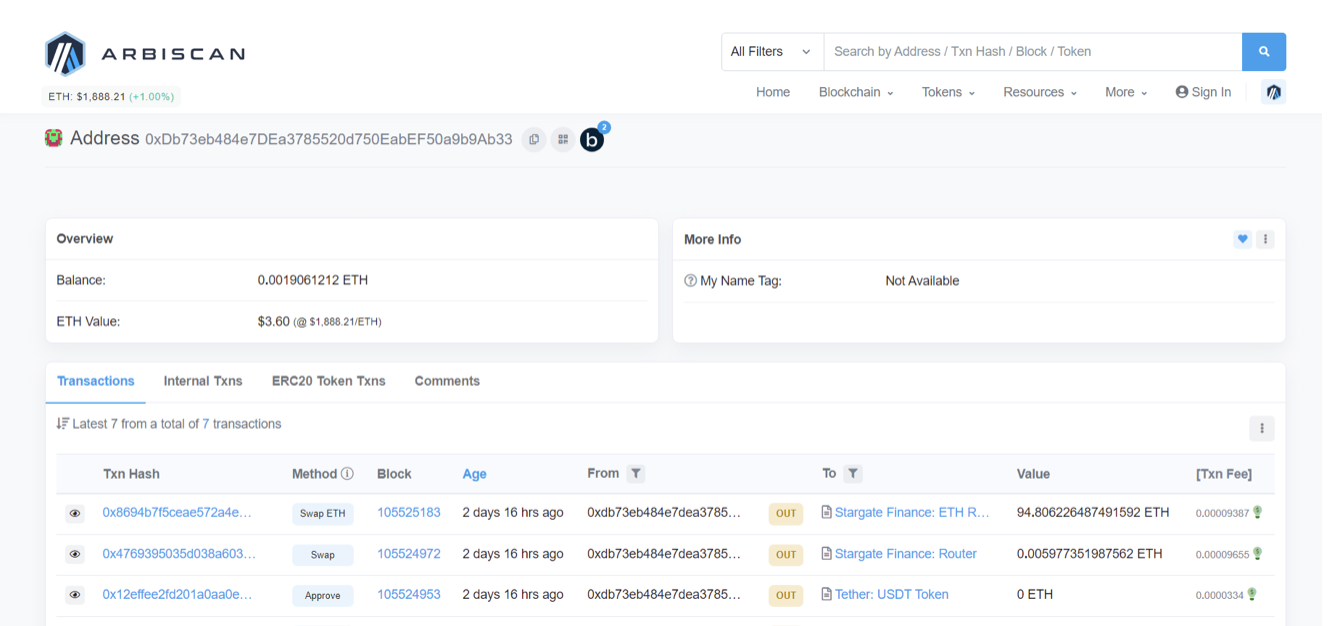 ARBISCAN
All Filters
Search by Address / Txn Hash / Block / Token
ETH: $1,888.21 (+1.00%)
Home Blockchain Tokens Resources More Sign In
Address 0xDb73eb484e7DEa3785520d750EabEF50a9b9Ab33 b 2
Overview
Balance: 0.0019061212 ETH
ETH Value: $3.60 (@ $1,888.21/ETH)
More Info
My Name Tag: Not Available
Transactions Internal Txns ERC20 Token Txns Comments
Latest 7 from a total of 7 transactions
Txn Hash Method Block Age From To Value [Txn Fee]
0x8694b7f5ceae572a4e... Swap ETH 105525183 2 days 16 hrs ago 0xdb73eb484e7dea3785... OUT Stargate Finance: ETH R... 94.806226487491592 ETH 0.00009387
0x4769395035d038a603... Swap 105524972 2 days 16 hrs ago 0xdb73eb484e7dea3785... OUT Stargate Finance: Router 0.005977351987562 ETH 0.00009655
0x12effee2fd201a0aa0e... Approve 105524953 2 days 16 hrs ago 0xdb73eb484e7dea3785... OUT Tether: USDT Token 0 ETH 0.0000334